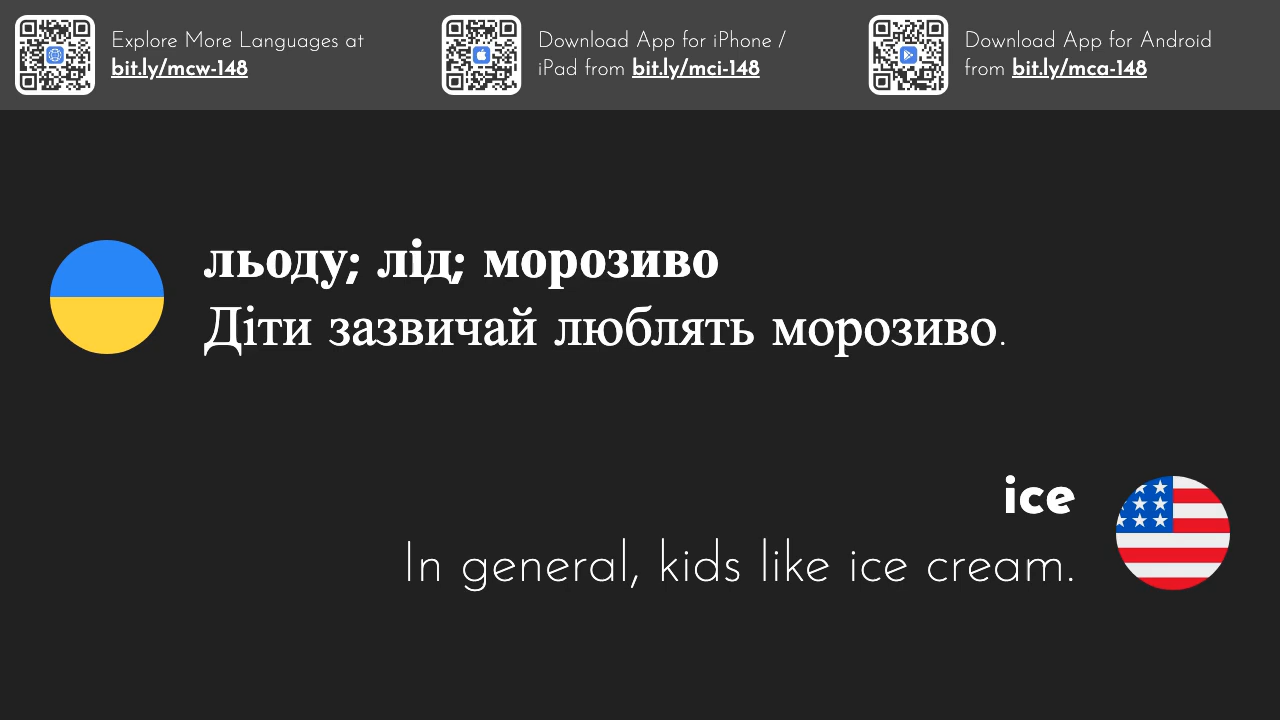 Explore More Languages at
bit.ly/mcw-148
Download App for iPhone /
iPad from bit.ly/mci-148
Download App for Android
from bit.ly/mca-148
льоду; лід; морозиво
Діти зазвичай люблять морозиво.
ice
In general, kids like ice cream.